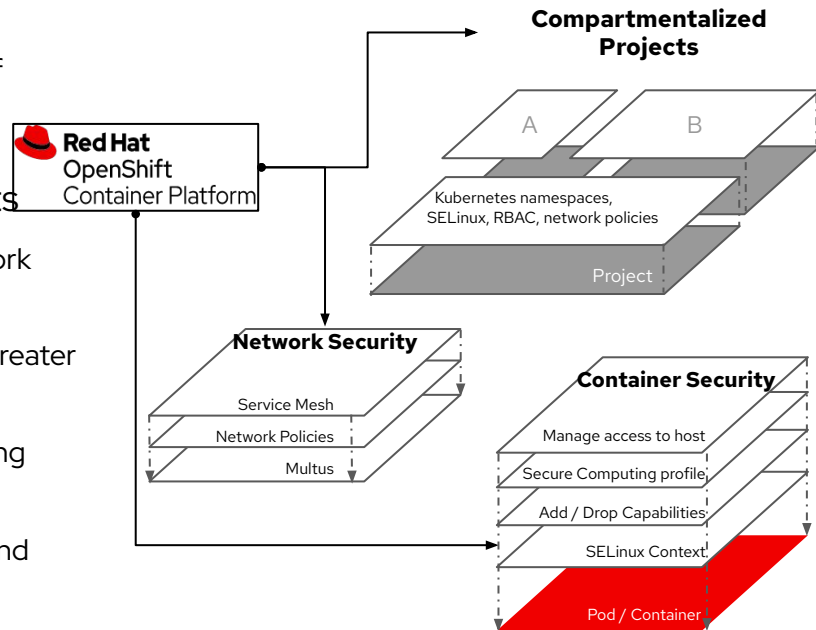 Compartmentalized
Projects
A
B
Red Hat
OpenShift
Container Platform
Kubernetes namespaces,
SELinux, RBAC, network policies
Project
Network Security
Service Mesh
Network Policies
Multus
Container Security
Manage access to host
Secure Computing profile
Add / Drop Capabilities
SELinux Context
Pod / Container